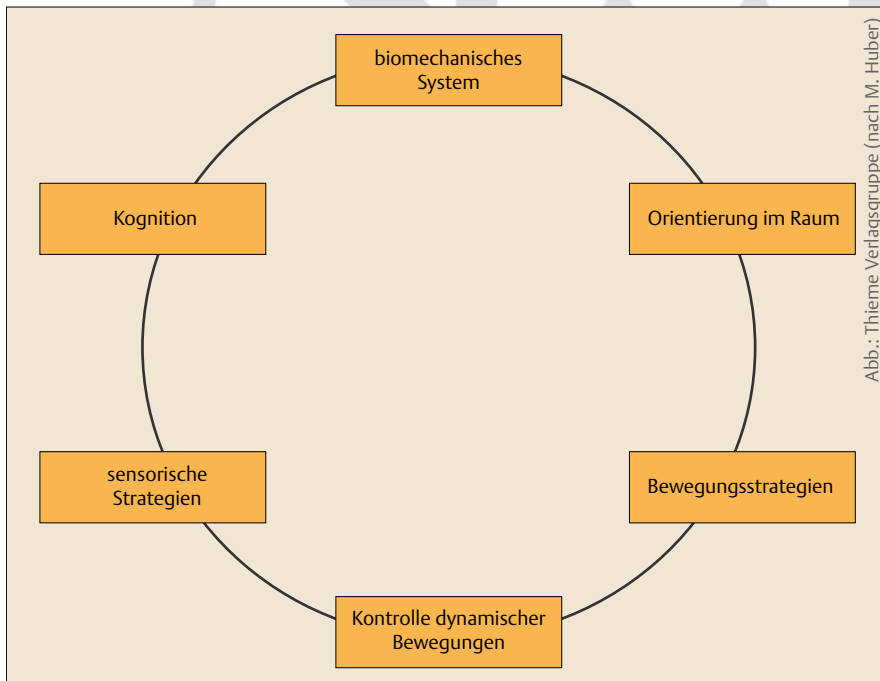 biomechanisches
System
Kognition
Orientierung im Raum
sensorische
Strategien
Bewegungsstrategien
Kontrolle dynamischer
Bewegungen
Abb.: Thieme Verlagsgruppe (nach M. Huber)